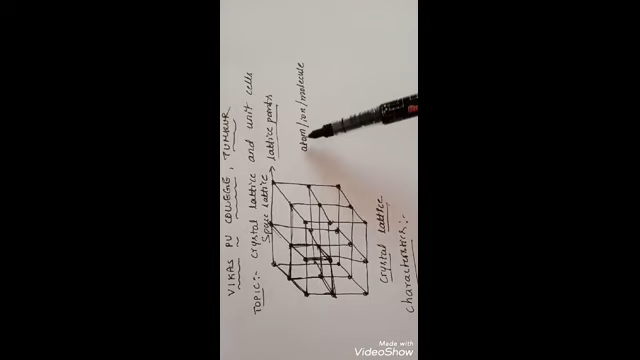 VIKAS PU COLLEGE, TUMKUR
TOPIC:- crystal lattice and unit cells
Space lattice
→ lattice points
atom/ion/molecule
crystal lattice
characteristics:-
Made with
VideoShow